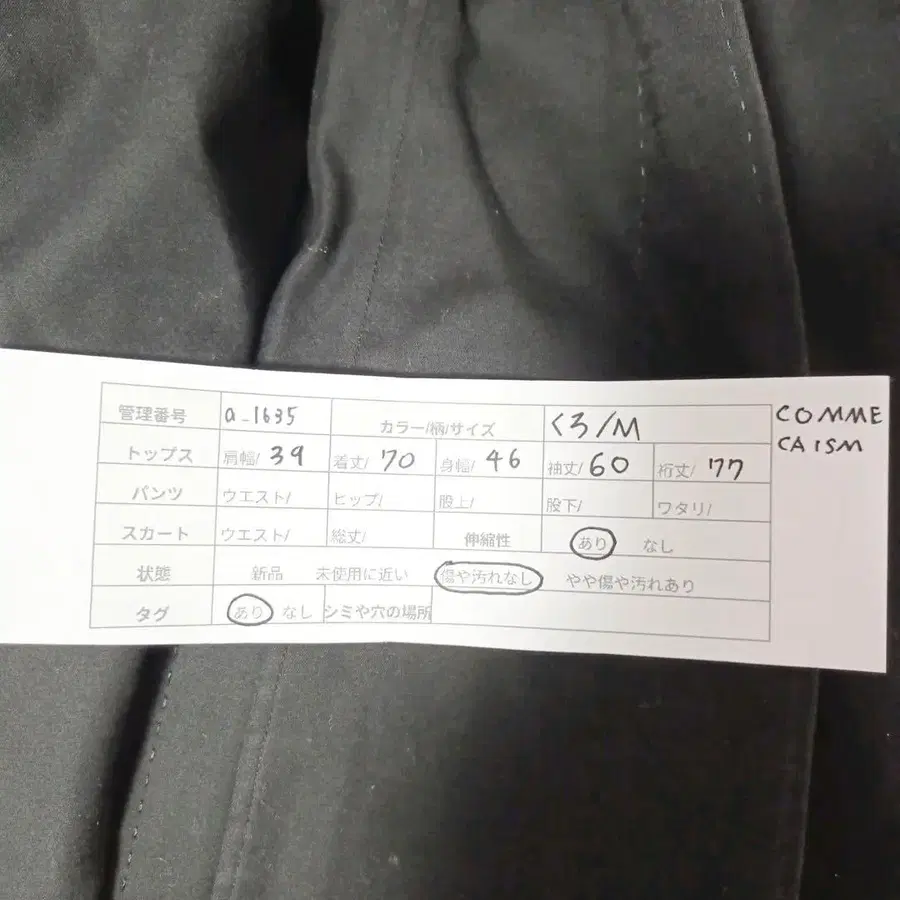 管理番号 a-1635 カラー/柄/サイズ くろ/M COMME CA ISM
トップス 肩幅/ 39 着丈/ 70 身幅/ 46 袖丈/ 60 裄丈/ 77
パンツ ウエスト/ ヒップ/ 股上/ 股下/ ワタリ/
スカート ウエスト/ 総丈/ 伸縮性 あり なし
状態 新品 未使用に近い 傷や汚れなし やや傷や汚れあり
タグ あり なし シミや穴の場所